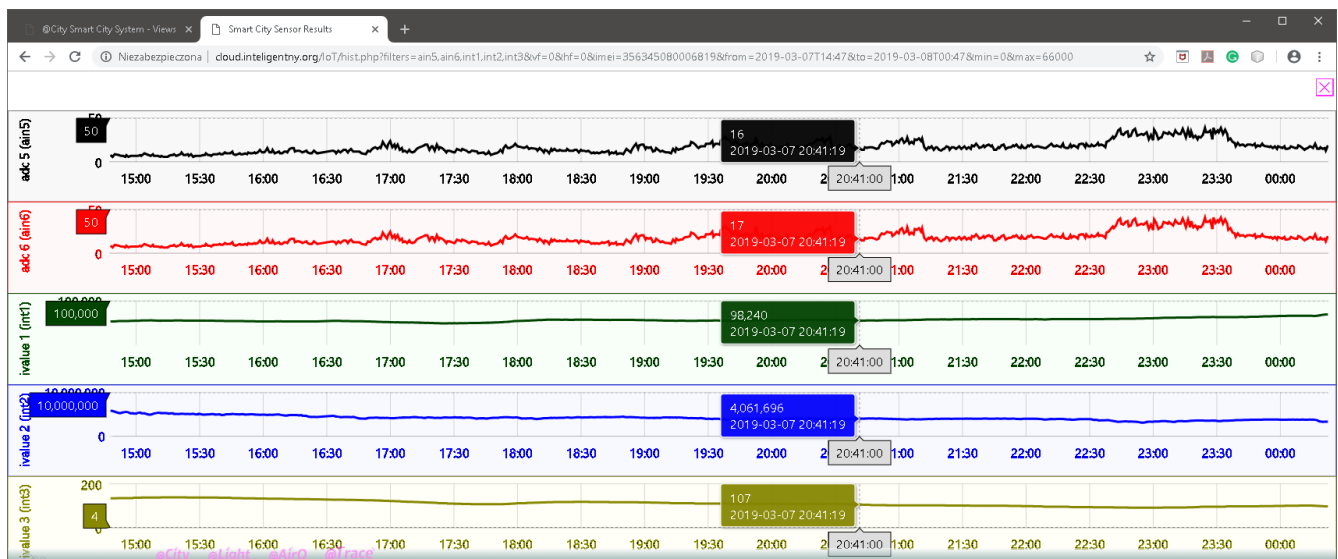 @City Smart City System - Views
Smart City Sensor Results
Niezabezpieczona | cloud.inteligentny.org/IoT/hist.php?filters=ain5,ain6,int1,int2,int3&vf=0&hf=0&imei=356345080006819&from=2019-03-07T14:47&to=2019-03-08T00:47&min=0&max=66000
adc 5 (ain5)
50
50
0
16
2019-03-07 20:41:19
15:00 15:30 16:00 16:30 17:00 17:30 18:00 18:30 19:00 19:30 20:00 20:41:00 21:30 22:00 22:30 23:00 23:30 00:00
adc 6 (ain6)
50
0
17
2019-03-07 20:41:19
15:00 15:30 16:00 16:30 17:00 17:30 18:00 18:30 19:00 19:30 20:00 20:41:00 21:30 22:00 22:30 23:00 23:30 00:00
ivalue 1 (int1)
100,000
100,000
98,240
2019-03-07 20:41:19
15:00 15:30 16:00 16:30 17:00 17:30 18:00 18:30 19:00 19:30 20:00 20:41:00 21:30 22:00 22:30 23:00 23:30 00:00
ivalue 2 (int2)
10,000,000
10,000,000
0
4,061,696
2019-03-07 20:41:19
15:00 15:30 16:00 16:30 17:00 17:30 18:00 18:30 19:00 19:30 20:00 20:41:00 21:30 22:00 22:30 23:00 23:30 00:00
ivalue 3 (int3)
200
4
0
107
2019-03-07 20:41:19
15:00 15:30 16:00 16:30 17:00 17:30 18:00 18:30 19:00 19:30 20:00 20:41:00 21:30 22:00 22:30 23:00 23:30 00:00
@City @Light @AirQ @Trace